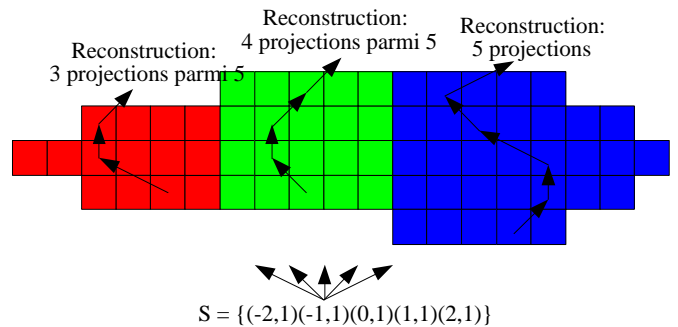 Reconstruction:
3 projections parmi 5
Reconstruction:
4 projections parmi 5
Reconstruction:
5 projections
S = {(-2,1)(-1,1)(0,1)(1,1)(2,1)}